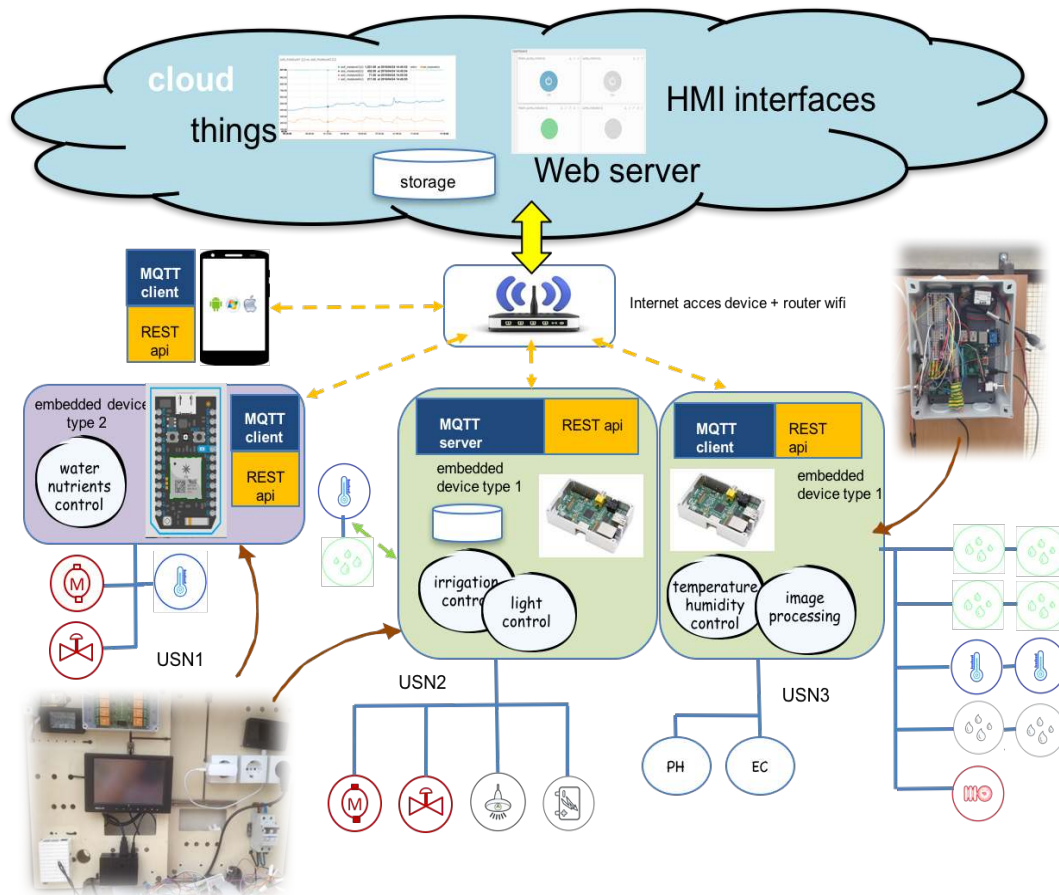 cloud
things
HMI interfaces
storage
Web server
MQTT
client
REST
api
Internet acces device + router wifi
embedded device
type 2
water
nutrients
control
MQTT
client
REST
api
MQTT
server
REST api
embedded
device type 1
irrigation
control
light
control
MQTT
client
REST
api
embedded
device type 1
temperature
humidity
control
image
processing
M
USN1
USN2
USN3
PH
EC
M